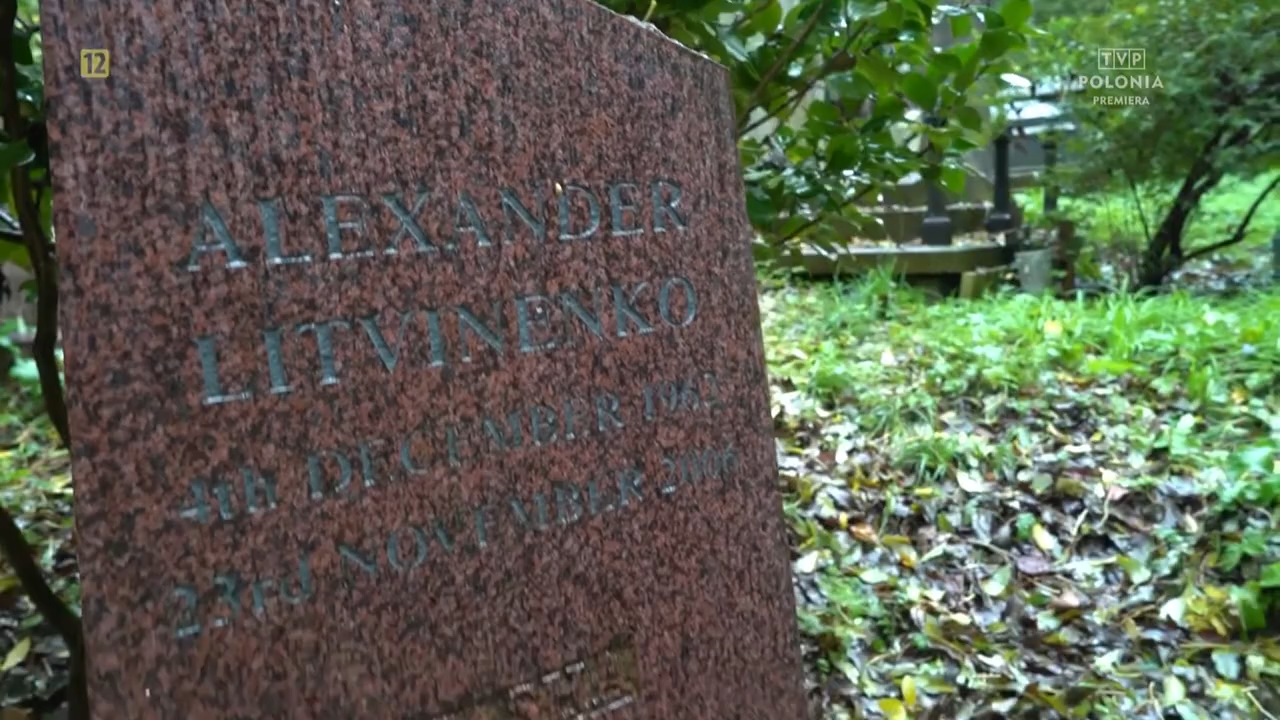 12
TVP
POLONIA
PREMIERA
ALEXANDER
LITVINENKO
4th DECEMBER 1962
23rd NOVEMBER 2006